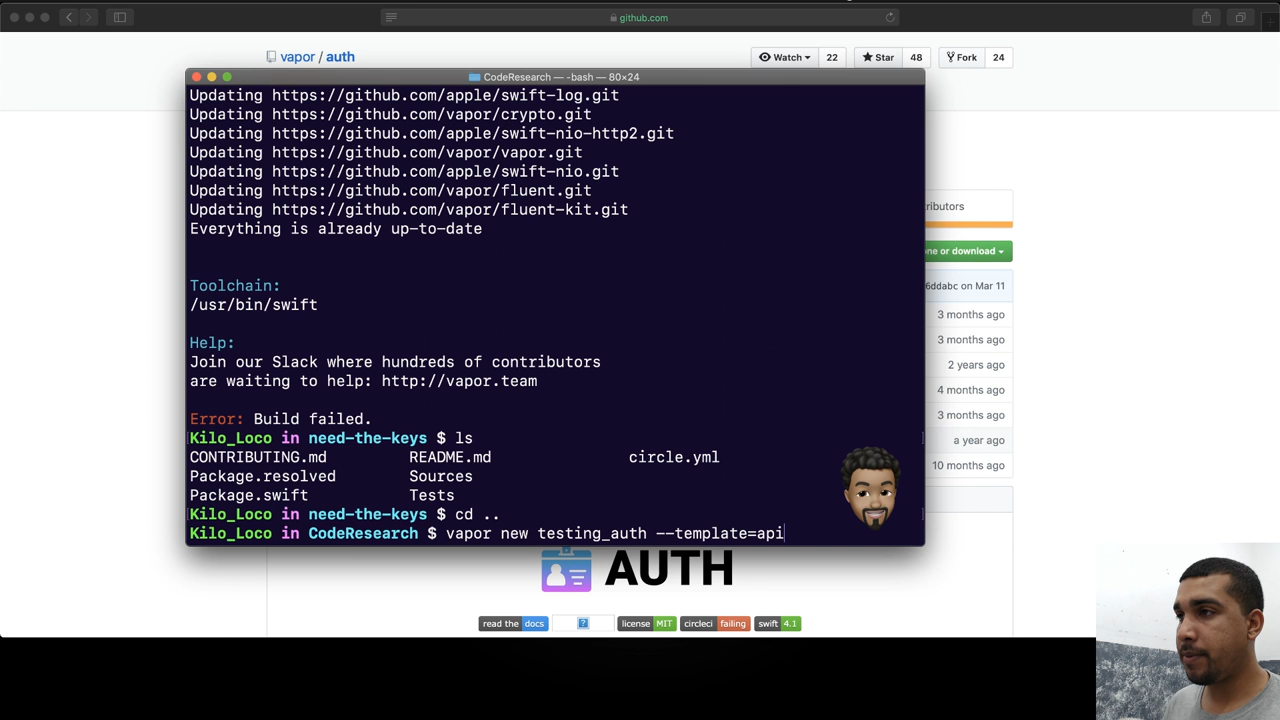 github.com
vapor / auth
Watch 22
Star 48
Fork 24
CodeResearch — -bash — 80×24
Updating https://github.com/apple/swift-log.git
Updating https://github.com/vapor/crypto.git
Updating https://github.com/apple/swift-nio-http2.git
Updating https://github.com/vapor/vapor.git
Updating https://github.com/apple/swift-nio.git
Updating https://github.com/vapor/fluent.git
Updating https://github.com/vapor/fluent-kit.git
Everything is already up-to-date
Toolchain:
/usr/bin/swift
Help:
Join our Slack where hundreds of contributors
are waiting to help: http://vapor.team
Error: Build failed.
Kilo_Loco in need-the-keys $ ls
CONTRIBUTING.md README.md circle.yml
Package.resolved Sources
Package.swift Tests
Kilo_Loco in need-the-keys $ cd ..
Kilo_Loco in CodeResearch $ vapor new testing_auth --template=api
ributors
ne or download
6ddabc on Mar 11
3 months ago
3 months ago
2 years ago
4 months ago
3 months ago
a year ago
10 months ago
AUTH
read the docs
?
license MIT
circleci failing
swift 4.1